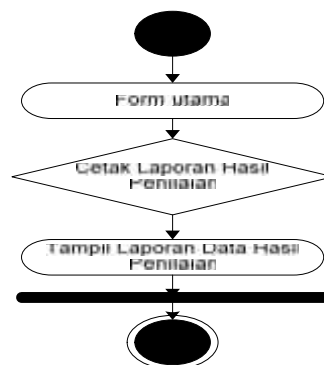 Form utama
Cetak Laporan Hasil
Penilaian
Tampil Laporan Data Hasil
Penilaian